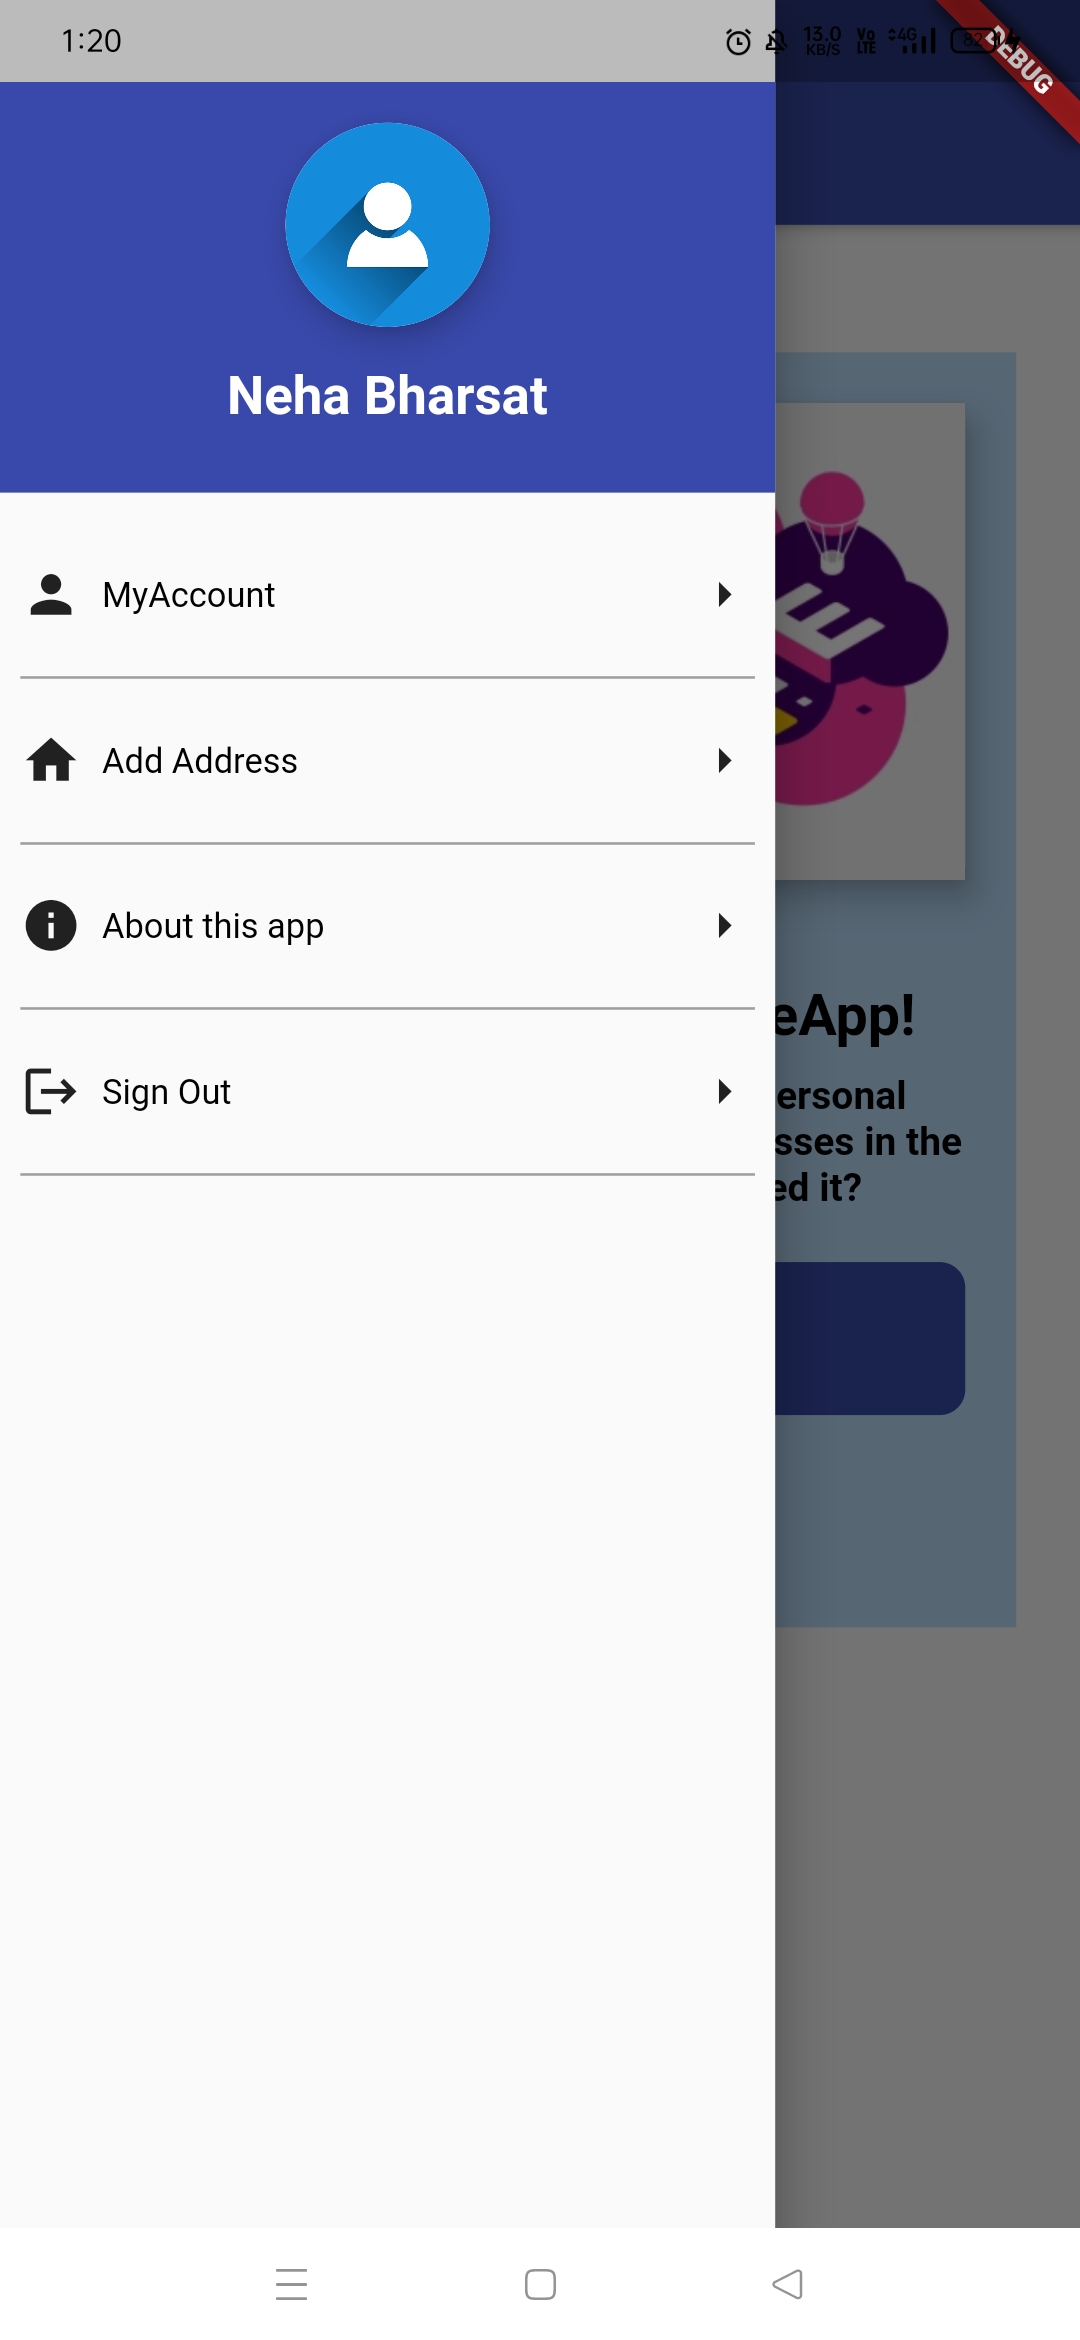 1:20
13.0
KB/S
Vo
LTE
4G
82
DEBUG
Neha Bharsat
MyAccount
Add Address
About this app
Sign Out
eApp!
ersonal
sses in the
ed it?